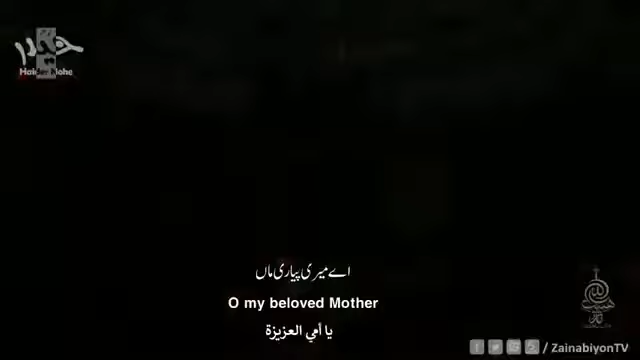 اے میری پیاری ماں
O my beloved Mother
يا أمي العزيزة
/ ZainabiyonTV